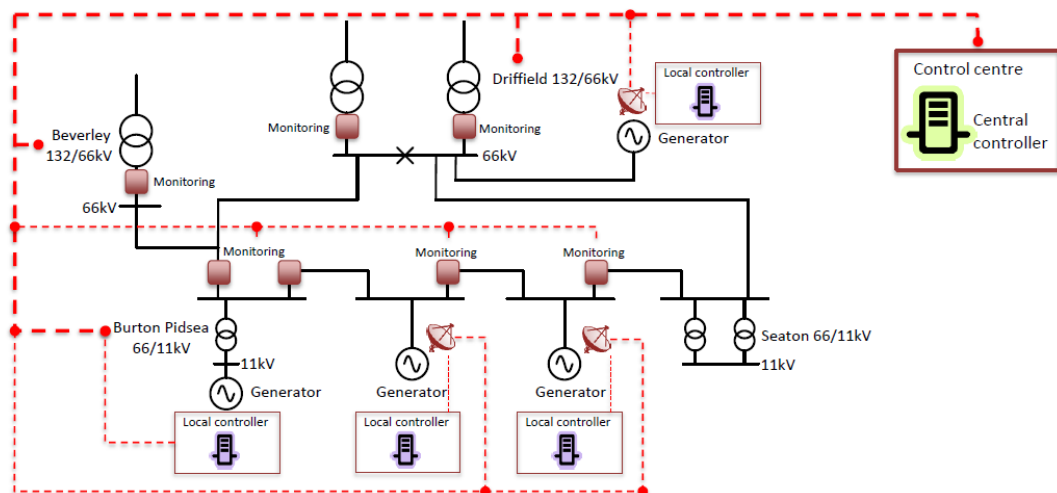 Driffield 132/66kV
Local controller
Control centre
Central
controller
Beverley
132/66kV
Monitoring
Monitoring
Generator
66kV
Monitoring
66kV
Monitoring
Monitoring
Monitoring
Burton Pidsea
66/11kV
Seaton 66/11kV
11kV
11kV
Generator
Generator
Generator
Local controller
Local controller
Local controller